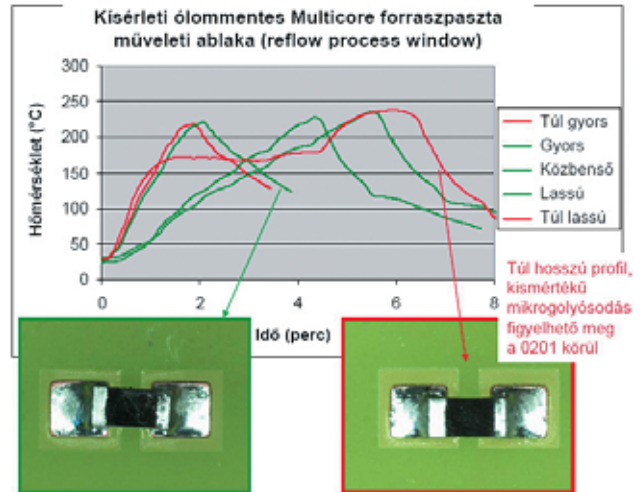 Kísérleti ólommentes Multicore forraszpaszta
műveleti ablaka (reflow process window)
Hőmérséklet (°C)
300
250
200
150
100
50
0
0
2
4
6
8
Idő (perc)
Túl gyors
Gyors
Közbenső
Lassú
Túl lassú
Túl hosszú profil,
kismértékű
mikrogolyósodás
figyelhető meg
a 0201 körül